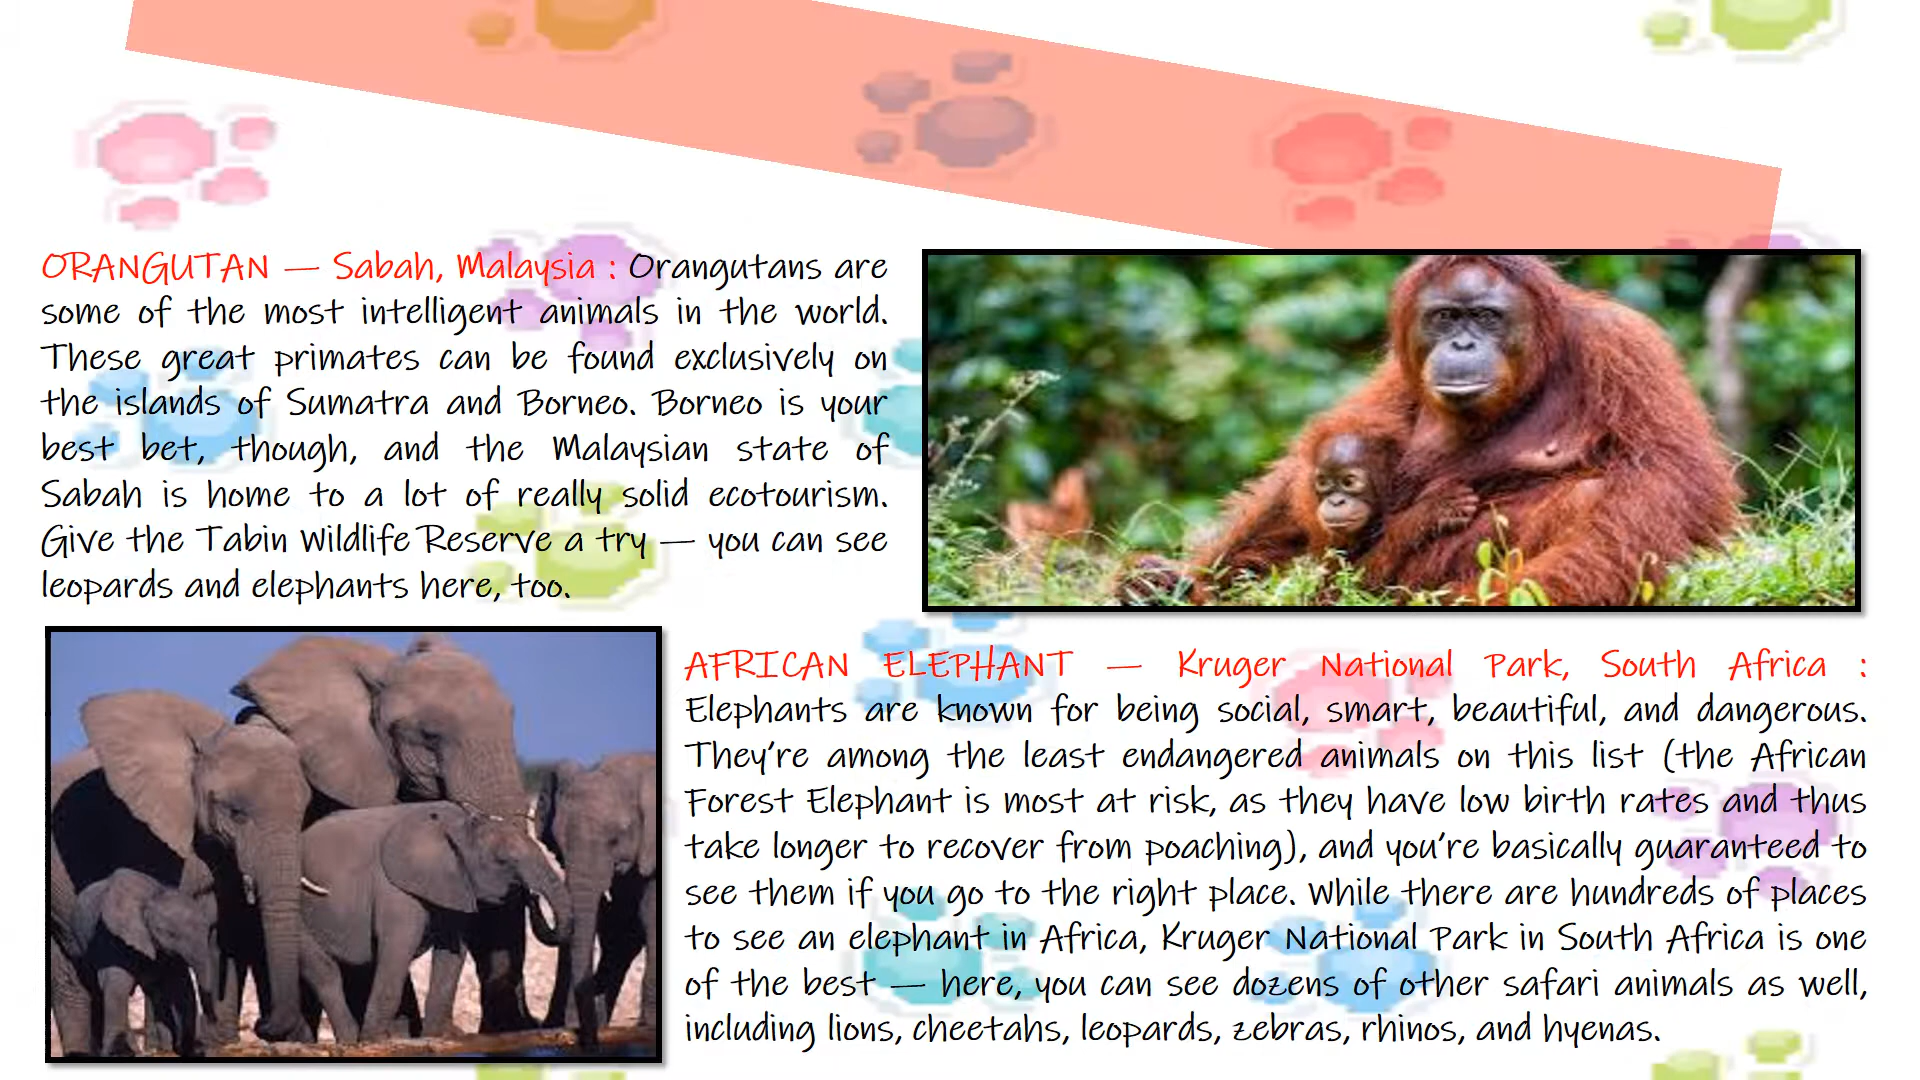 ORANGUTAN — Sabah, Malaysia : Orangutans are
some of the most intelligent animals in the world.
These great primates can be found exclusively on
the islands of Sumatra and Borneo. Borneo is your
best bet, though, and the Malaysian state of
Sabah is home to a lot of really solid ecotourism.
Give the Tabin Wildlife Reserve a try — you can see
leopards and elephants here, too.
AFRICAN ELEPHANT — Kruger National Park, South Africa :
Elephants are known for being social, smart, beautiful, and dangerous.
They're among the least endangered animals on this list (the African
Forest Elephant is most at risk, as they have low birth rates and thus
take longer to recover from poaching), and you're basically guaranteed to
see them if you go to the right place. While there are hundreds of places
to see an elephant in Africa, Kruger National Park in South Africa is one
of the best — here, you can see dozens of other safari animals as well,
including lions, cheetahs, leopards, zebras, rhinos, and hyenas.